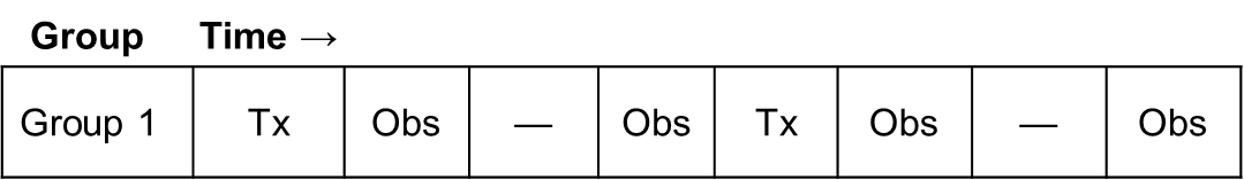 Group Time →
Group 1 Tx Obs — Obs Tx Obs — Obs